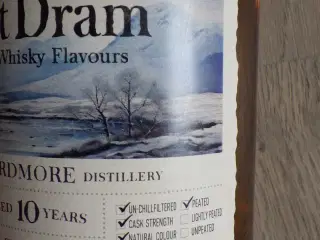 t Dram
Whisky Flavours
RDMORE DISTILLERY
ED 10 YEARS
UN-CHILLFILTERED
PEATED
CASK STRENGTH
LIGHTLY PEATED
NATURAL COLOUR
UNPEATED